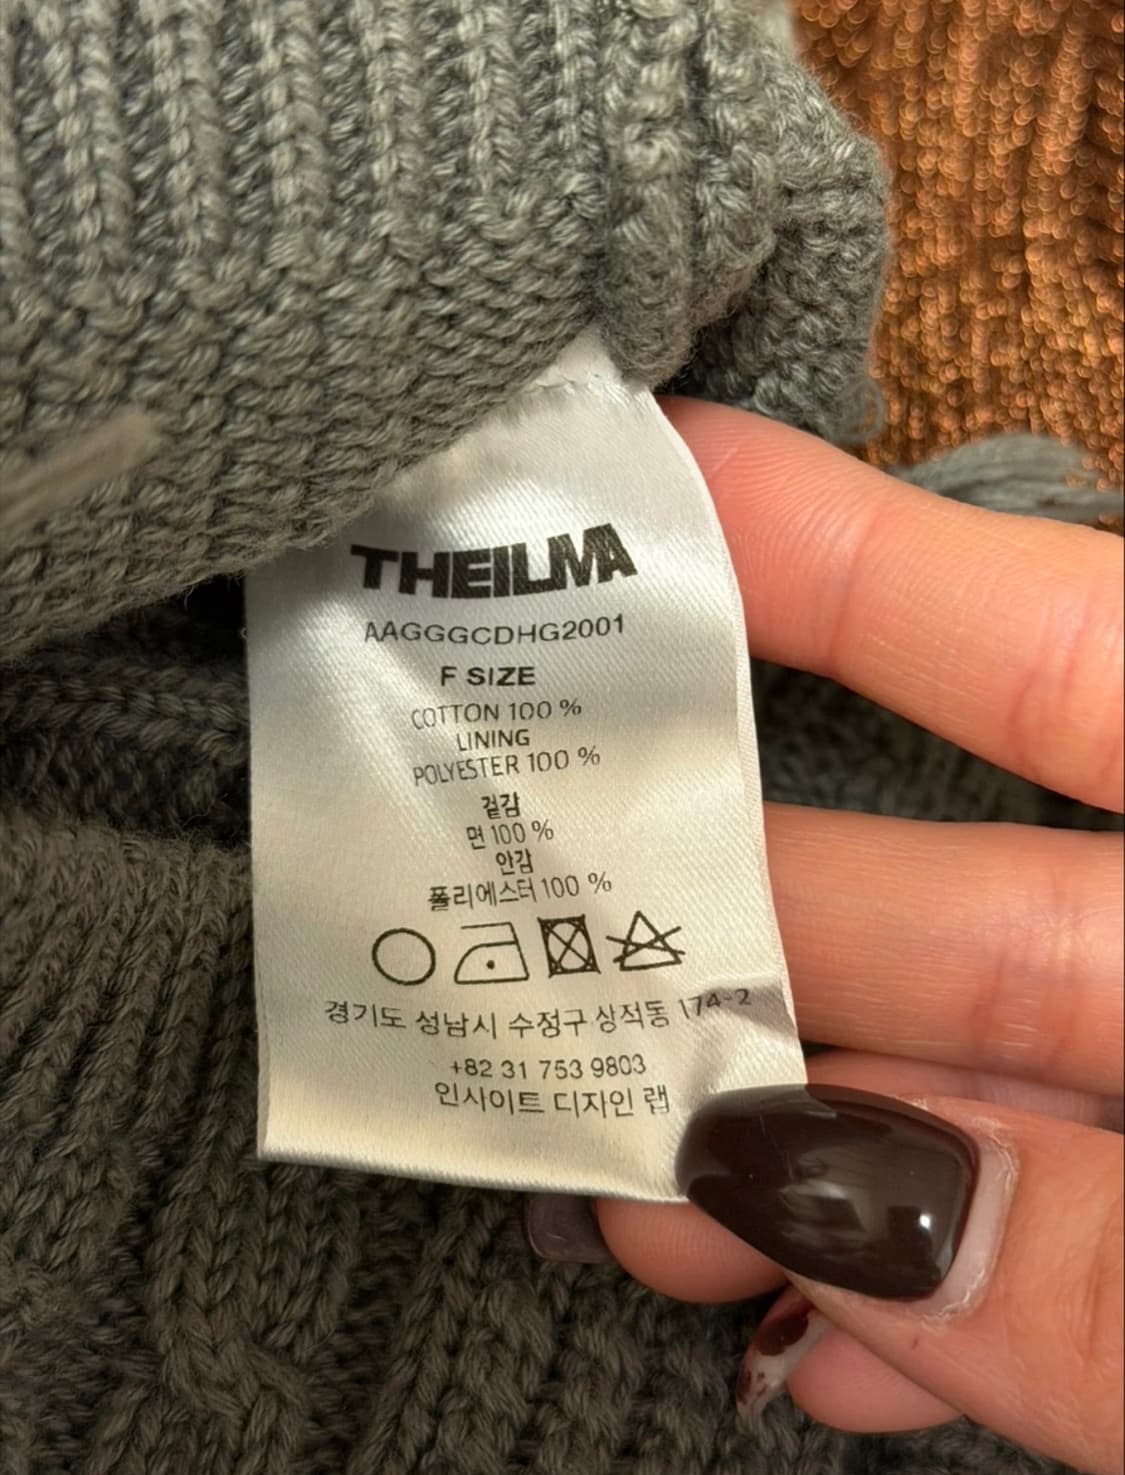 THEILMA
AAGGGCDHG2001
F SIZE
COTTON 100 %
LINING
POLYESTER 100 %
겉감
면 100 %
안감
폴리에스터 100 %
경기도 성남시 수정구 상적동 174-2
+82 31 753 9803
인사이트 디자인 랩